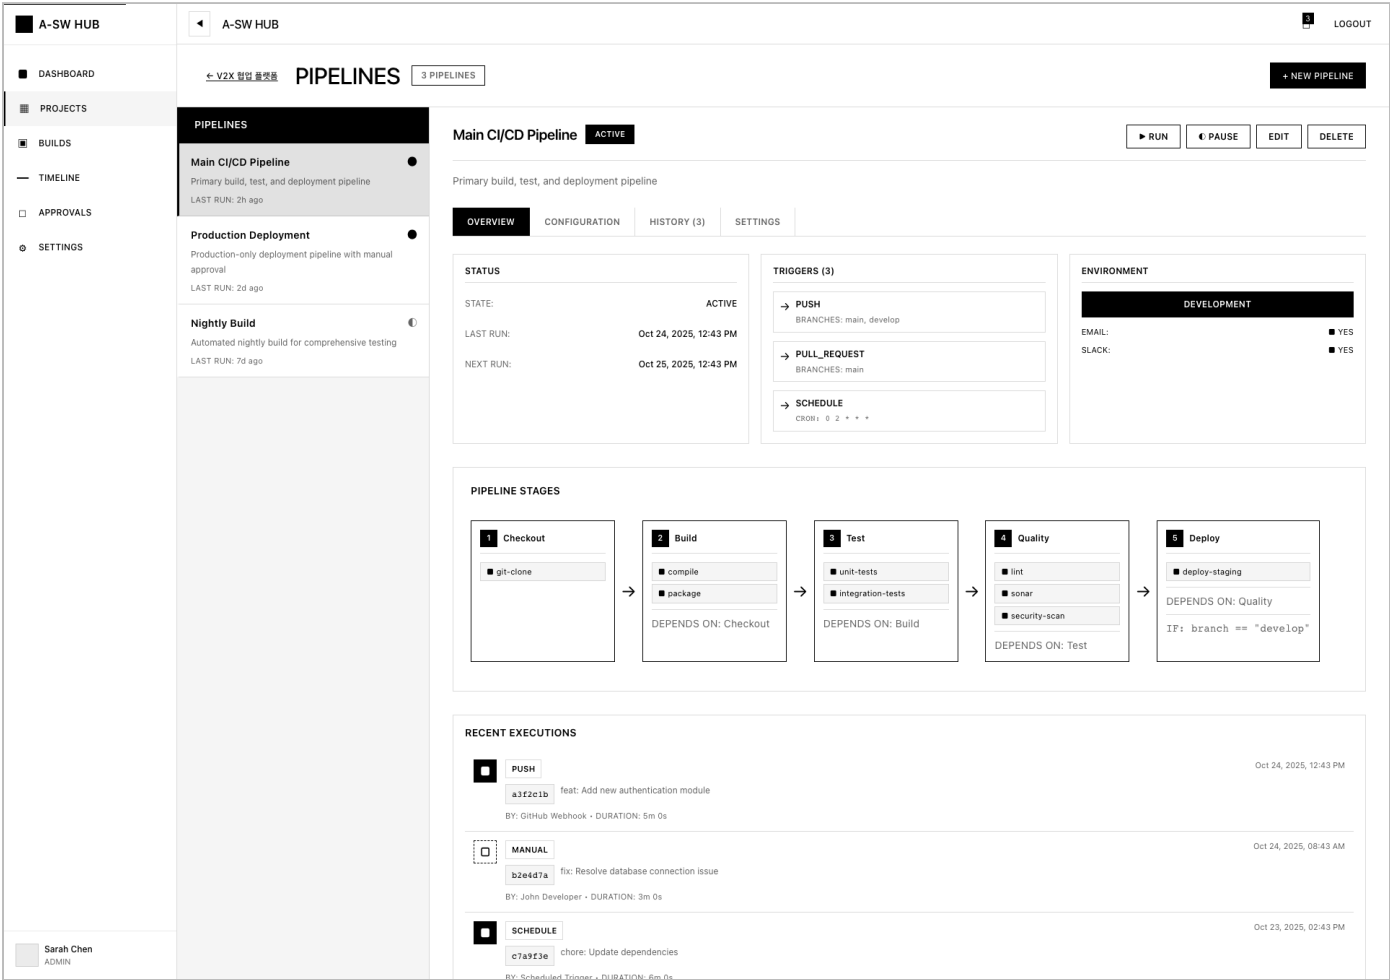 A-SW HUB
A-SW HUB
3
LOGOUT
DASHBOARD
PROJECTS
BUILDS
TIMELINE
APPROVALS
SETTINGS
Sarah Chen
ADMIN
← V2X 협업 플랫폼
PIPELINES
3 PIPELINES
+ NEW PIPELINE
PIPELINES
Main CI/CD Pipeline
Primary build, test, and deployment pipeline
LAST RUN: 2h ago
Production Deployment
Production-only deployment pipeline with manual
approval
LAST RUN: 2d ago
Nightly Build
Automated nightly build for comprehensive testing
LAST RUN: 7d ago
Main CI/CD Pipeline
ACTIVE
RUN
PAUSE
EDIT
DELETE
Primary build, test, and deployment pipeline
OVERVIEW
CONFIGURATION
HISTORY (3)
SETTINGS
STATUS
STATE: ACTIVE
LAST RUN: Oct 24, 2025, 12:43 PM
NEXT RUN: Oct 25, 2025, 12:43 PM
TRIGGERS (3)
→ PUSH
BRANCHES: main, develop
→ PULL_REQUEST
BRANCHES: main
→ SCHEDULE
CRON: 0 2 * * *
ENVIRONMENT
DEVELOPMENT
EMAIL: YES
SLACK: YES
PIPELINE STAGES
1 Checkout
git-clone
→
2 Build
compile
package
DEPENDS ON: Checkout
→
3 Test
unit-tests
integration-tests
DEPENDS ON: Build
→
4 Quality
lint
sonar
security-scan
DEPENDS ON: Test
→
5 Deploy
deploy-staging
DEPENDS ON: Quality
IF: branch == "develop"
RECENT EXECUTIONS
PUSH
Oct 24, 2025, 12:43 PM
a3f2c1b feat: Add new authentication module
BY: GitHub Webhook • DURATION: 5m 0s
MANUAL
Oct 24, 2025, 08:43 AM
b2e4d7a fix: Resolve database connection issue
BY: John Developer • DURATION: 3m 0s
SCHEDULE
Oct 23, 2025, 02:43 PM
c7a9f3e chore: Update dependencies
BY: Scheduled Trigger • DURATION: 6m 0s